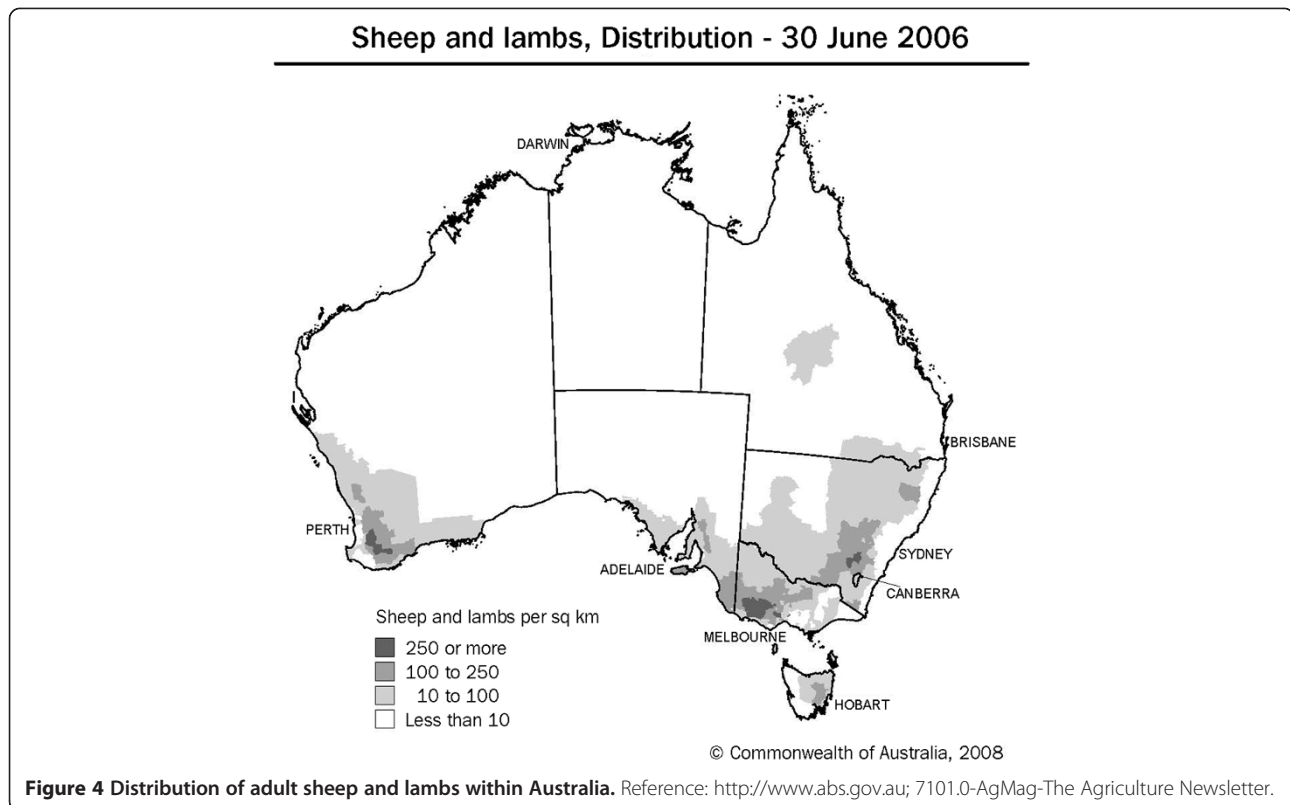 Sheep and lambs, Distribution - 30 June 2006
DARWIN
BRISBANE
PERTH
SYDNEY
ADELAIDE
CANBERRA
Sheep and lambs per sq km
MELBOURNE
250 or more
100 to 250
10 to 100
Less than 10
HOBART
© Commonwealth of Australia, 2008
Figure 4 Distribution of adult sheep and lambs within Australia. Reference: http://www.abs.gov.au; 7101.0-AgMag-The Agriculture Newsletter.